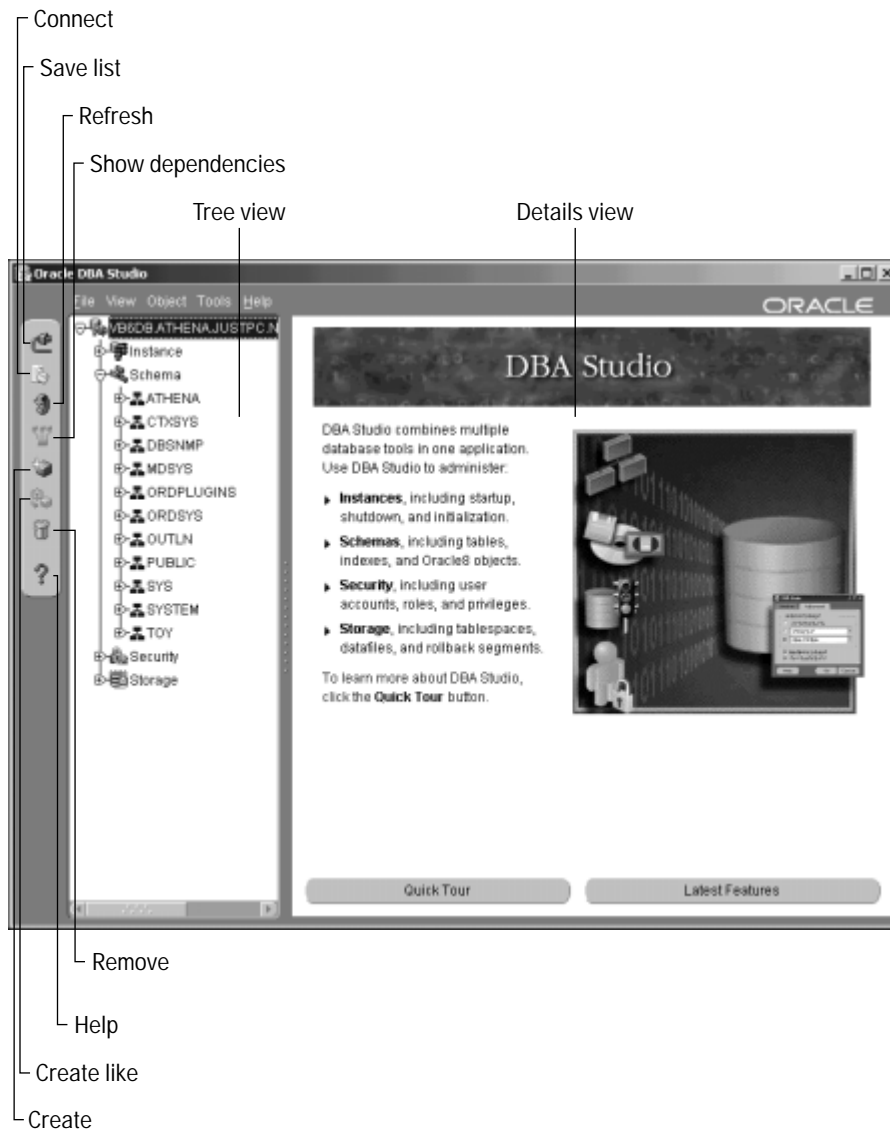 Connect
Save list
Refresh
Show dependencies
Tree view
Details view
Oracle DBA Studio
File View Object Tools Help
ORACLE
VB6DB.ATHENA.JUSTPC.N
Instance
Schema
ATHENA
CTXSYS
DBSNMP
MDSYS
ORDPLUGINS
ORDSYS
OUTLN
PUBLIC
SYS
SYSTEM
TOY
Security
Storage
DBA Studio
DBA Studio combines multiple
database tools in one application.
Use DBA Studio to administer:
Instances, including startup,
shutdown, and initialization.
Schemas, including tables,
indexes, and Oracle8 objects.
Security, including user
accounts, roles, and privileges.
Storage, including tablespaces,
datafiles, and rollback segments.
To learn more about DBA Studio,
click the Quick Tour button.
Quick Tour
Latest Features
Remove
Help
Create like
Create